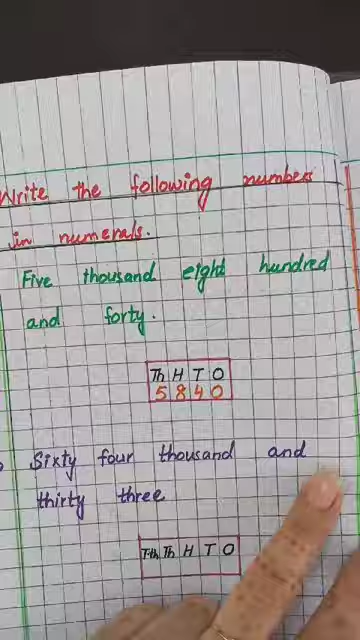 Write the following numbers
in numerals.
Five thousand eight hundred
and forty.
Th H T O
5 8 4 0
Sixty four thousand and
thirty three
T-th Th H T O